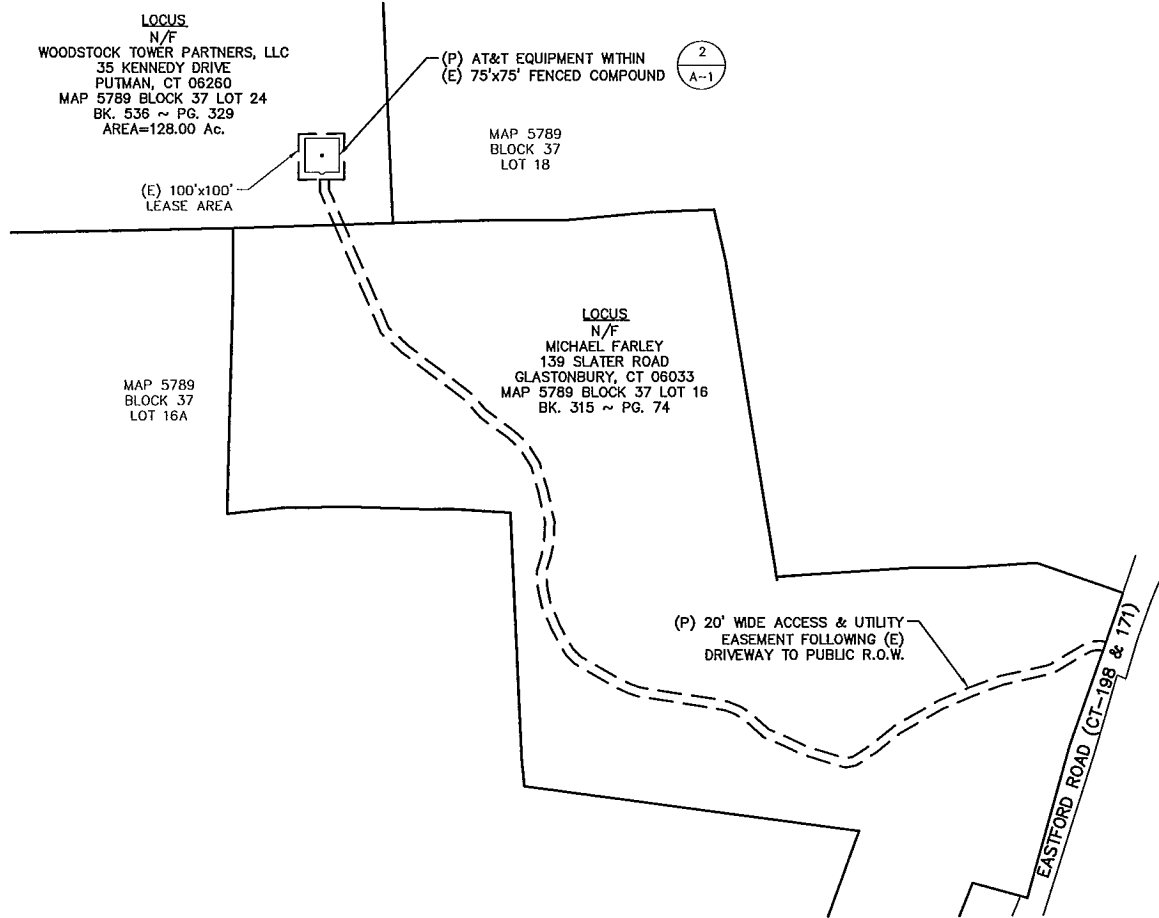 LOCUS
N/F
WOODSTOCK TOWER PARTNERS, LLC
35 KENNEDY DRIVE
PUTMAN, CT 06260
MAP 5789 BLOCK 37 LOT 24
BK. 536 ~ PG. 329
AREA=128.00 Ac.
(P) AT&T EQUIPMENT WITHIN
(E) 75'x75' FENCED COMPOUND
2
A-1
MAP 5789
BLOCK 37
LOT 18
(E) 100'x100'
LEASE AREA
LOCUS
N/F
MICHAEL FARLEY
139 SLATER ROAD
GLASTONBURY, CT 06033
MAP 5789 BLOCK 37 LOT 16
BK. 315 ~ PG. 74
MAP 5789
BLOCK 37
LOT 16A
(P) 20' WIDE ACCESS & UTILITY
EASEMENT FOLLOWING (E)
DRIVEWAY TO PUBLIC R.O.W.
EASTFORD ROAD (CT-198 & 171)